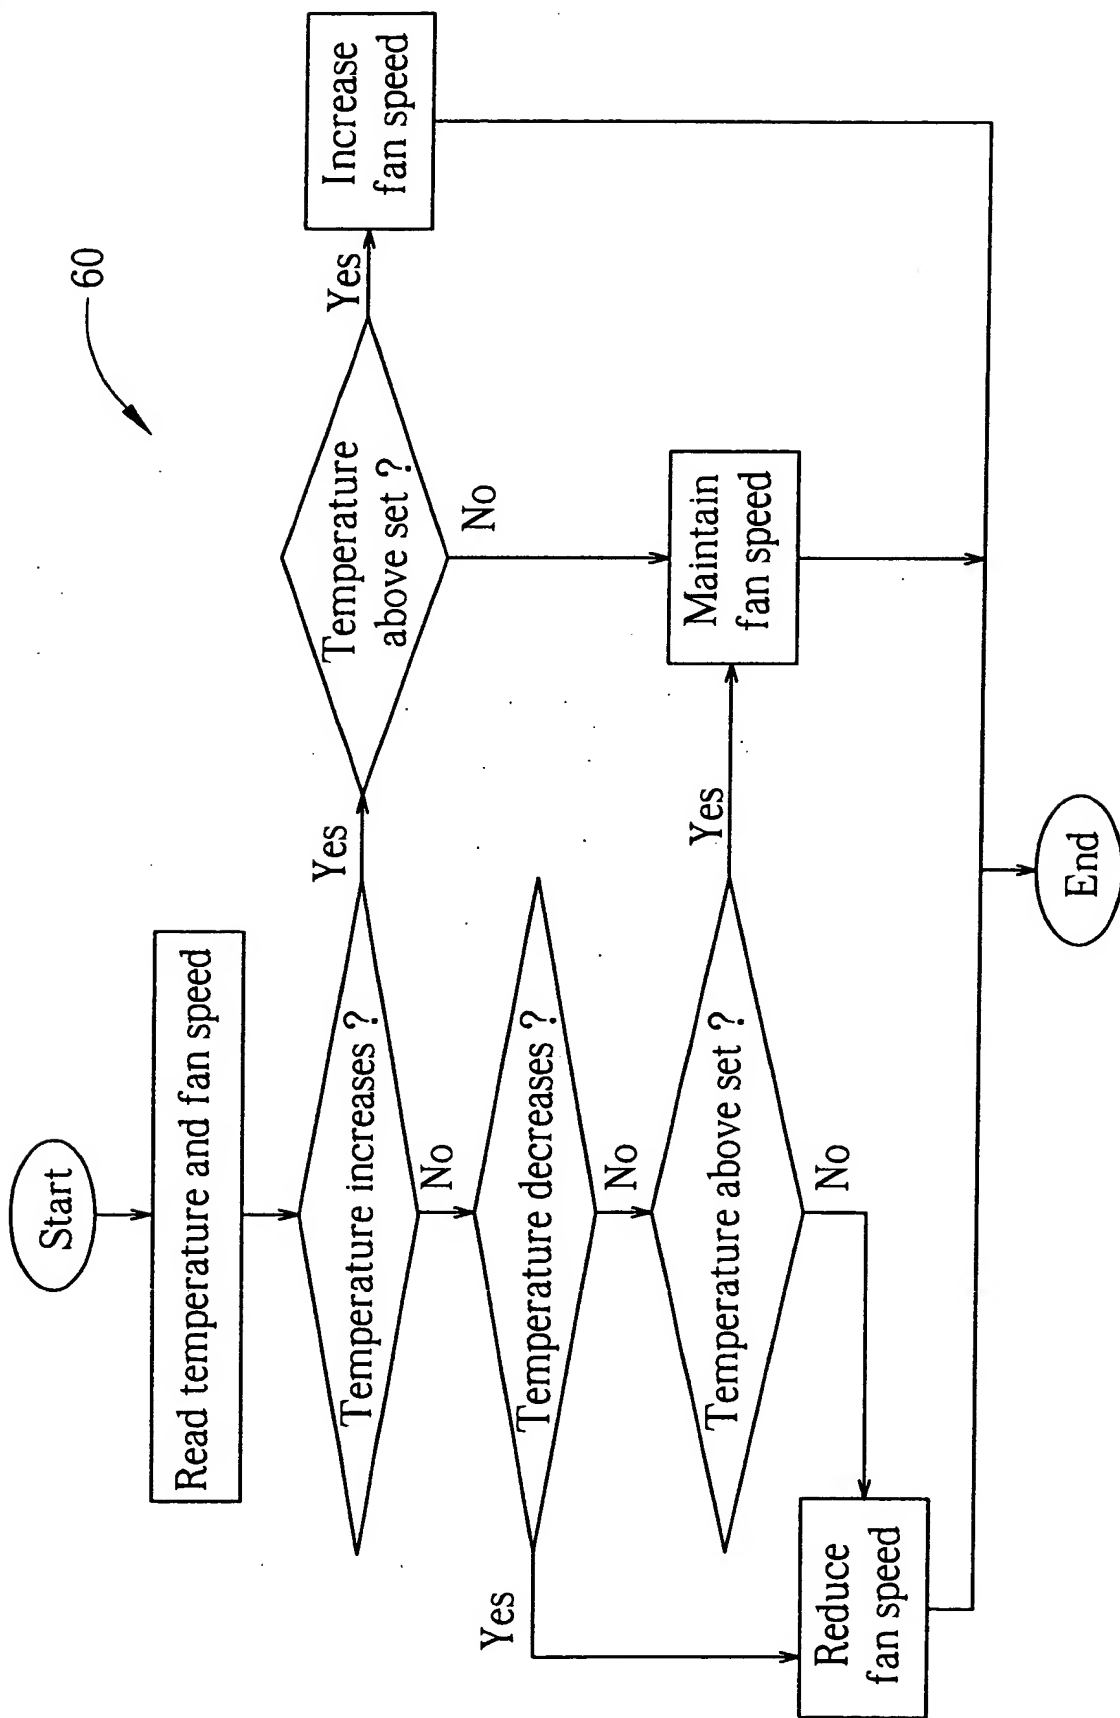 60
Start
Read temperature and fan speed
Temperature increases ?
Yes
Temperature
above set ?
Yes
Increase
fan speed
No
No
Temperature decreases ?
Yes
No
Temperature above set ?
Yes
Maintain
fan speed
No
Reduce
fan speed
End